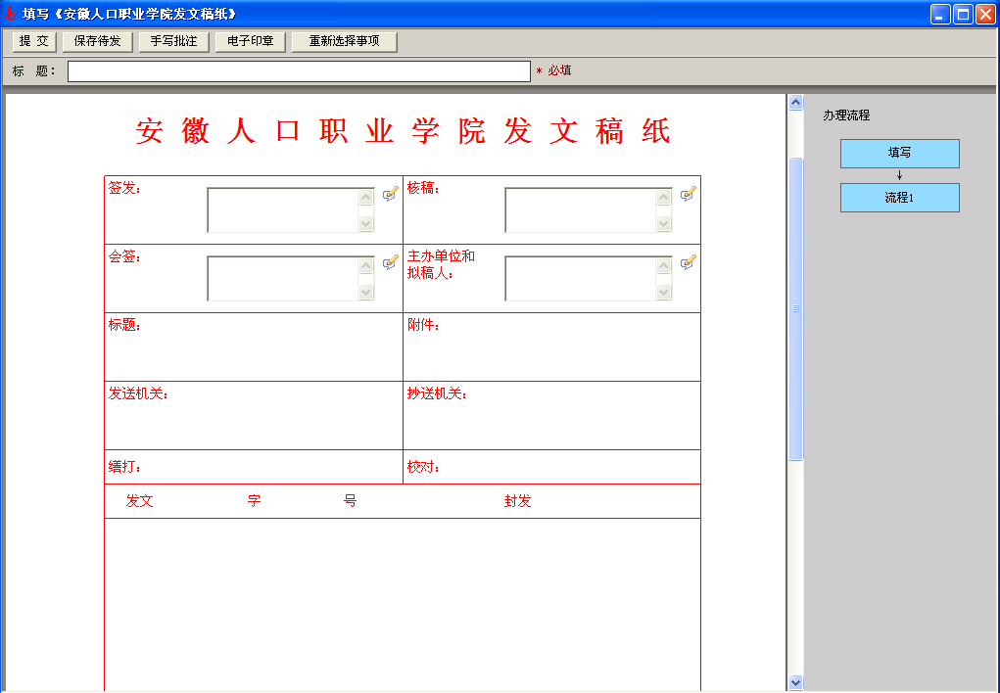 填写《安徽人口职业学院发文稿纸》
提 交 保存待发 手写批注 电子印章 重新选择事项
标 题： * 必填
安徽人口职业学院发文稿纸
签发： 核稿：
会签： 主办单位和
拟稿人：
标题： 附件：
发送机关： 抄送机关：
缮打： 校对：
发文 字 号 封发
办理流程
填写
↓
流程1